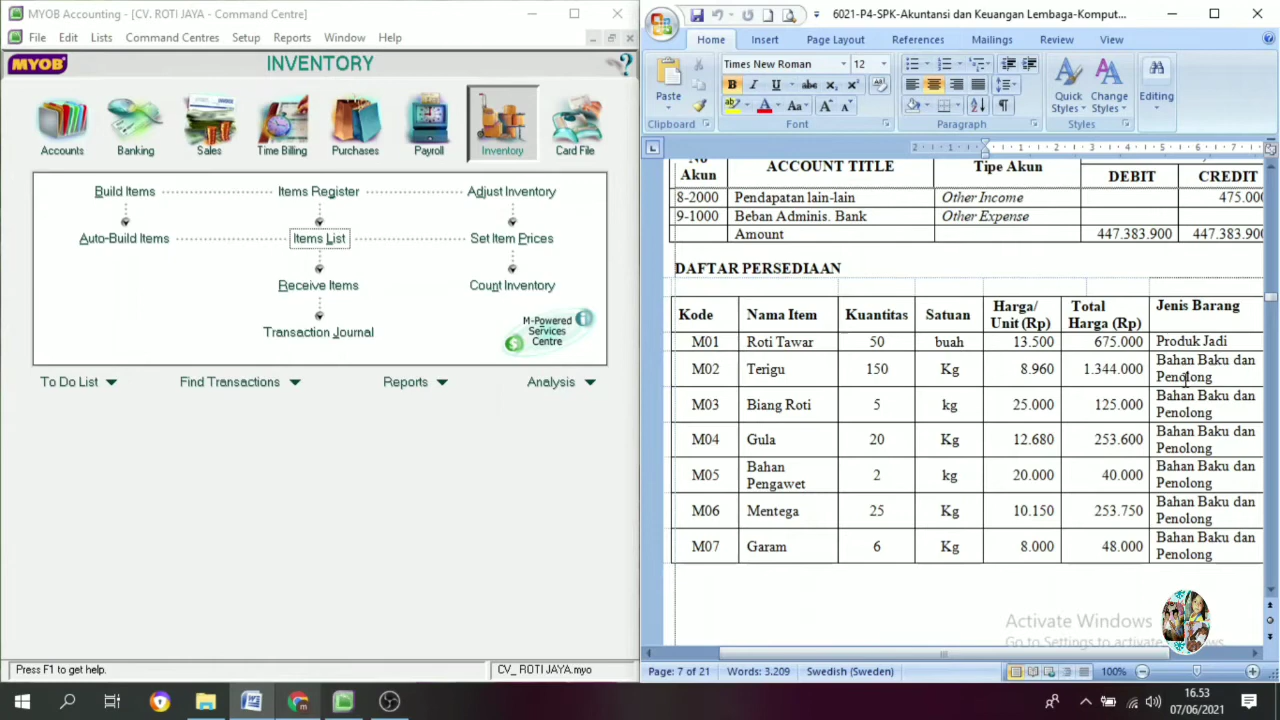 MYOB Accounting - [CV. ROTI JAYA - Command Centre]
File Edit Lists Command Centres Setup Reports Window Help
MYOB
INVENTORY
Accounts Banking Sales Time Billing Purchases Payroll Inventory Card File
Build Items Items Register Adjust Inventory
Auto-Build Items Items List Set Item Prices
Receive Items Count Inventory
Transaction Journal
M-Powered
Services
Centre
To Do List Find Transactions Reports Analysis
Press F1 to get help. CV_ ROTI JAYA.myo
6021-P4-SPK-Akuntansi dan Keuangan Lembaga-Komput...
Home Insert Page Layout References Mailings Review View
Times New Roman 12
Paste
Quick Styles
Change Styles
Editing
Clipboard Font Paragraph Styles
No Akun ACCOUNT TITLE Tipe Akun DEBIT CREDIT
8-2000 Pendapatan lain-lain Other Income 475.000
9-1000 Beban Adminis. Bank Other Expense
Amount 447.383.900 447.383.900
DAFTAR PERSEDIAAN
Kode Nama Item Kuantitas Satuan Harga/ Unit (Rp) Total Harga (Rp) Jenis Barang
M01 Roti Tawar 50 buah 13.500 675.000 Produk Jadi
M02 Terigu 150 Kg 8.960 1.344.000 Bahan Baku dan Penolong
M03 Biang Roti 5 kg 25.000 125.000 Bahan Baku dan Penolong
M04 Gula 20 Kg 12.680 253.600 Bahan Baku dan Penolong
M05 Bahan Pengawet 2 kg 20.000 40.000 Bahan Baku dan Penolong
M06 Mentega 25 Kg 10.150 253.750 Bahan Baku dan Penolong
M07 Garam 6 Kg 8.000 48.000 Bahan Baku dan Penolong
Activate Windows
Go to Settings to activate
Page: 7 of 21 Words: 3.209 Swedish (Sweden) 100%
16.53
07/06/2021